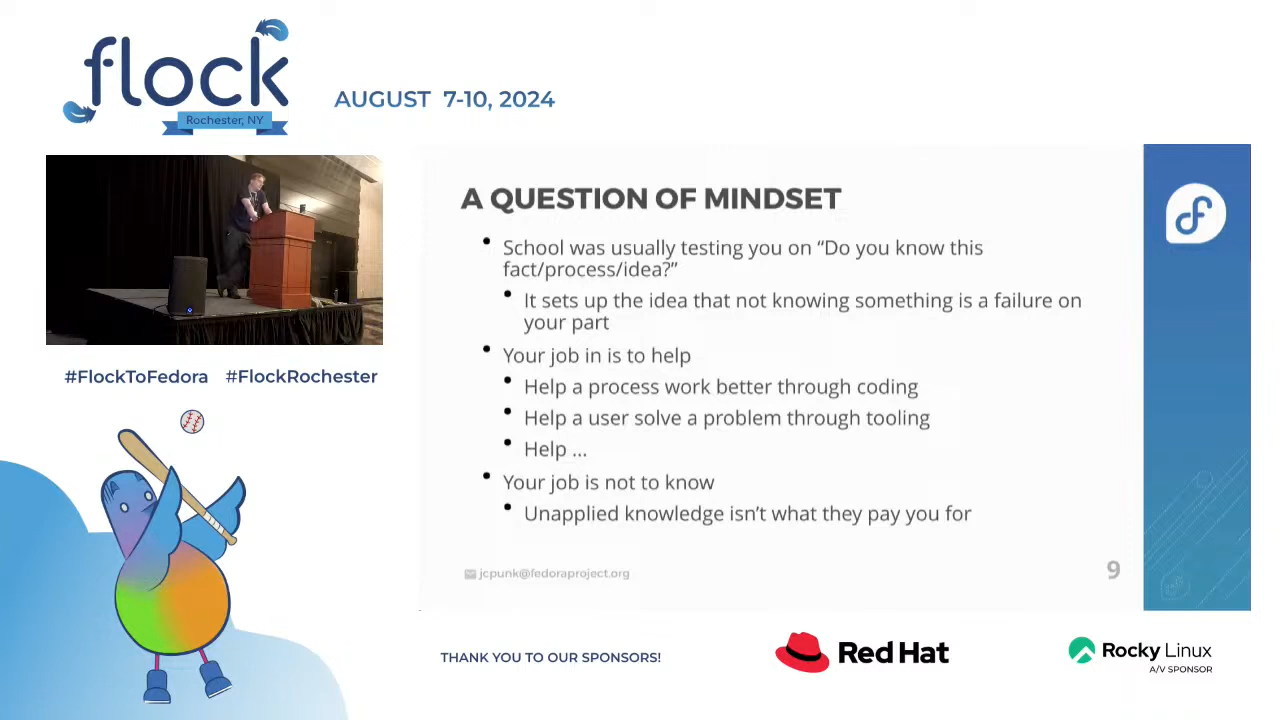 flock
Rochester, NY
AUGUST 7-10, 2024
#FlockToFedora #FlockRochester
A QUESTION OF MINDSET
School was usually testing you on “Do you know this
fact/process/idea?”
It sets up the idea that not knowing something is a failure on
your part
Your job in is to help
Help a process work better through coding
Help a user solve a problem through tooling
Help ...
Your job is not to know
Unapplied knowledge isn’t what they pay you for
jcpunk@fedoraproject.org
9
THANK YOU TO OUR SPONSORS!
Red Hat
Rocky Linux
A/V SPONSOR